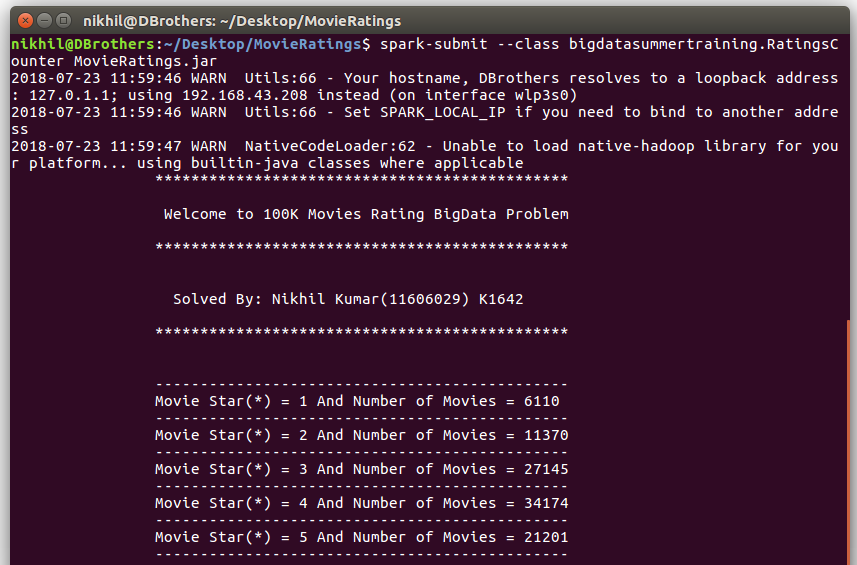 nikhil@DBrothers: ~/Desktop/MovieRatings
nikhil@DBrothers:~/Desktop/MovieRatings$ spark-submit --class bigdatasummertraining.RatingsC
ounter MovieRatings.jar
2018-07-23 11:59:46 WARN  Utils:66 - Your hostname, DBrothers resolves to a loopback address
: 127.0.1.1; using 192.168.43.208 instead (on interface wlp3s0)
2018-07-23 11:59:46 WARN  Utils:66 - Set SPARK_LOCAL_IP if you need to bind to another addre
ss
2018-07-23 11:59:47 WARN  NativeCodeLoader:62 - Unable to load native-hadoop library for you
r platform... using builtin-java classes where applicable
**********************************************
Welcome to 100K Movies Rating BigData Problem
**********************************************
Solved By: Nikhil Kumar(11606029) K1642
**********************************************
----------------------------------------------
Movie Star(*) = 1 And Number of Movies = 6110
----------------------------------------------
Movie Star(*) = 2 And Number of Movies = 11370
----------------------------------------------
Movie Star(*) = 3 And Number of Movies = 27145
----------------------------------------------
Movie Star(*) = 4 And Number of Movies = 34174
----------------------------------------------
Movie Star(*) = 5 And Number of Movies = 21201
----------------------------------------------